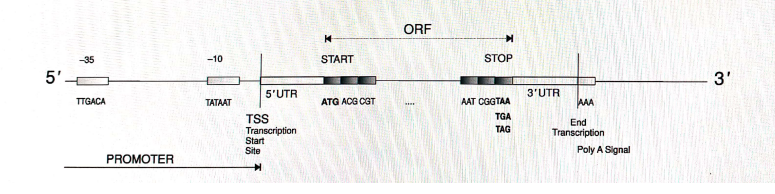 ORF
-35
-10
START
STOP
5'
3'
TTGACA
TATAAT
5'UTR
ATG ACG CGT
....
AAT CGG TAA
TGA
TAG
3'UTR
AAA
TSS
Transcription
Start
Site
End
Transcription
Poly A Signal
PROMOTER